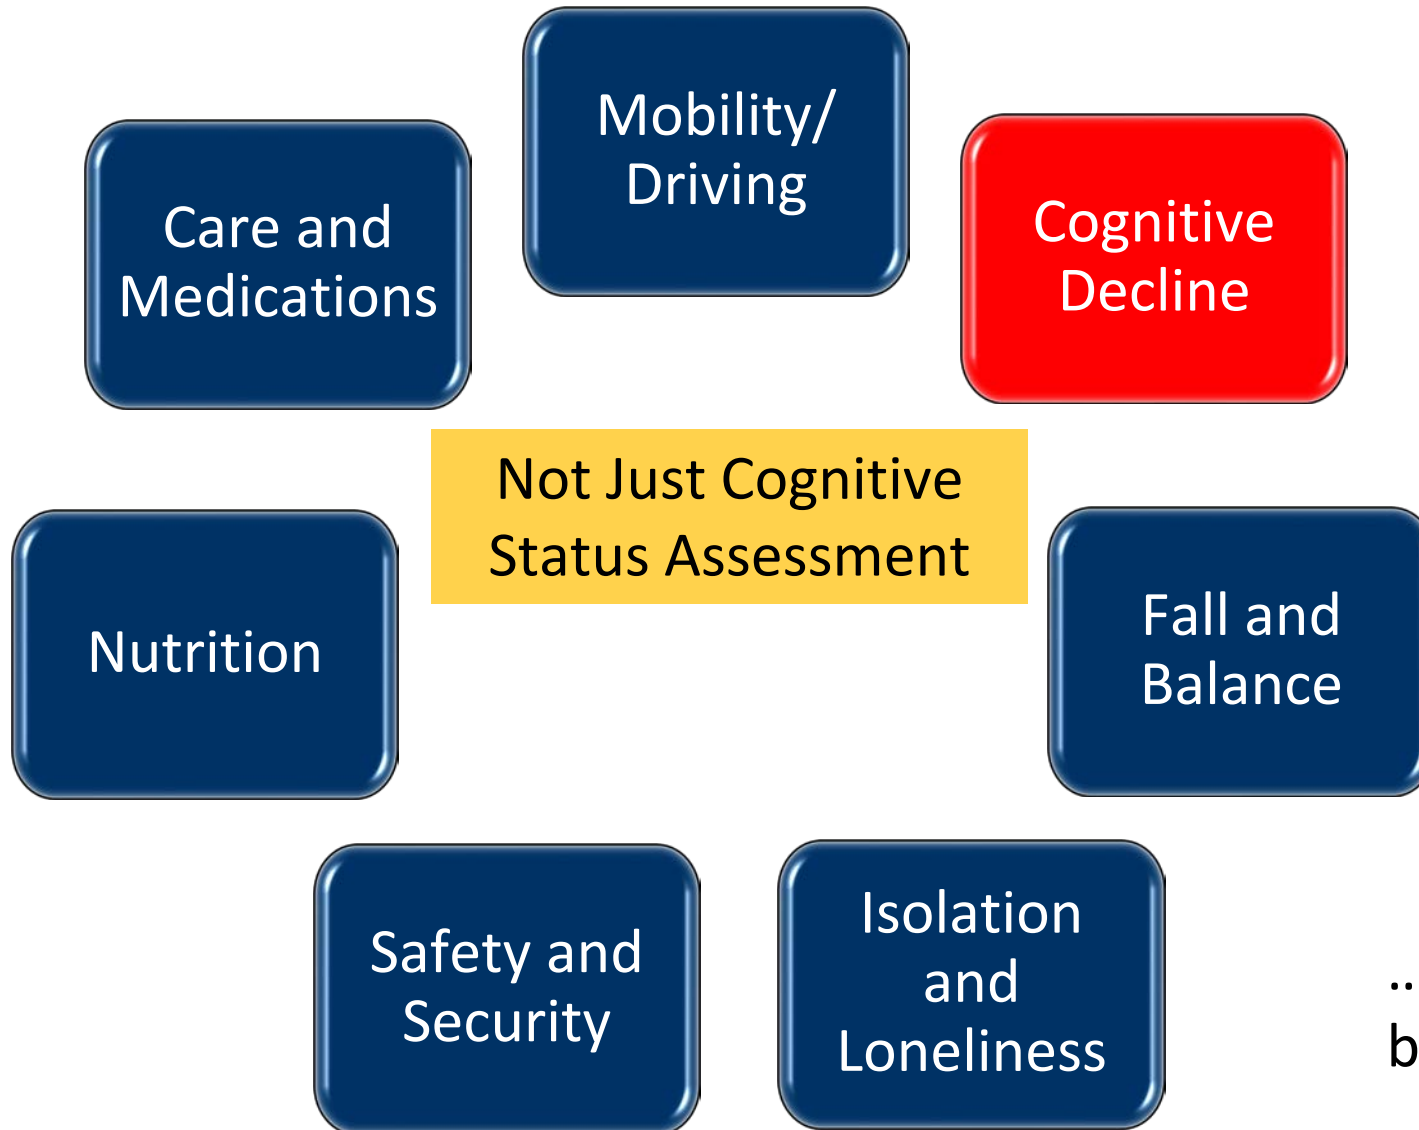 Mobility/
Driving
Care and
Medications
Cognitive
Decline
Not Just Cognitive
Status Assessment
Nutrition
Fall and
Balance
Safety and
Security
Isolation
and
Loneliness
..
b